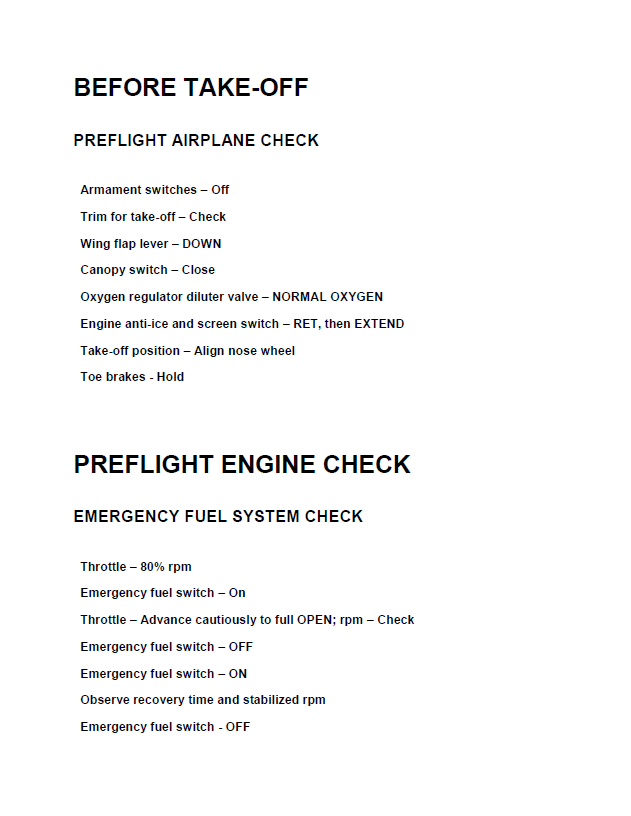 BEFORE TAKE-OFF
PREFLIGHT AIRPLANE CHECK
Armament switches – Off
Trim for take-off – Check
Wing flap lever – DOWN
Canopy switch – Close
Oxygen regulator diluter valve – NORMAL OXYGEN
Engine anti-ice and screen switch – RET, then EXTEND
Take-off position – Align nose wheel
Toe brakes - Hold
PREFLIGHT ENGINE CHECK
EMERGENCY FUEL SYSTEM CHECK
Throttle – 80% rpm
Emergency fuel switch – On
Throttle – Advance cautiously to full OPEN; rpm – Check
Emergency fuel switch – OFF
Emergency fuel switch – ON
Observe recovery time and stabilized rpm
Emergency fuel switch - OFF